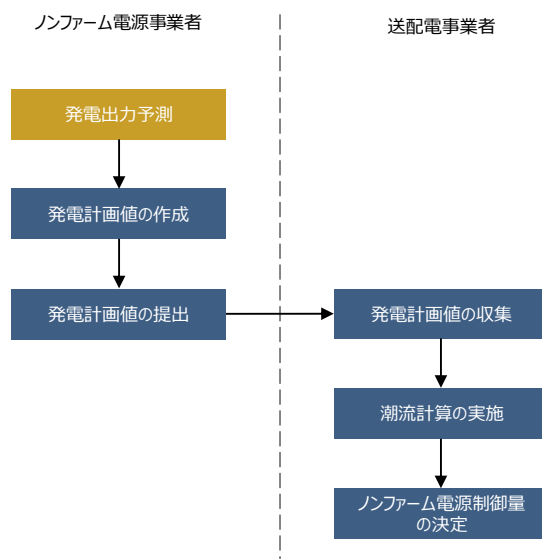 ノンファーム電源事業者
送配電事業者
発電出力予測
発電計画値の作成
発電計画値の提出
発電計画値の収集
潮流計算の実施
ノンファーム電源制御量
の決定